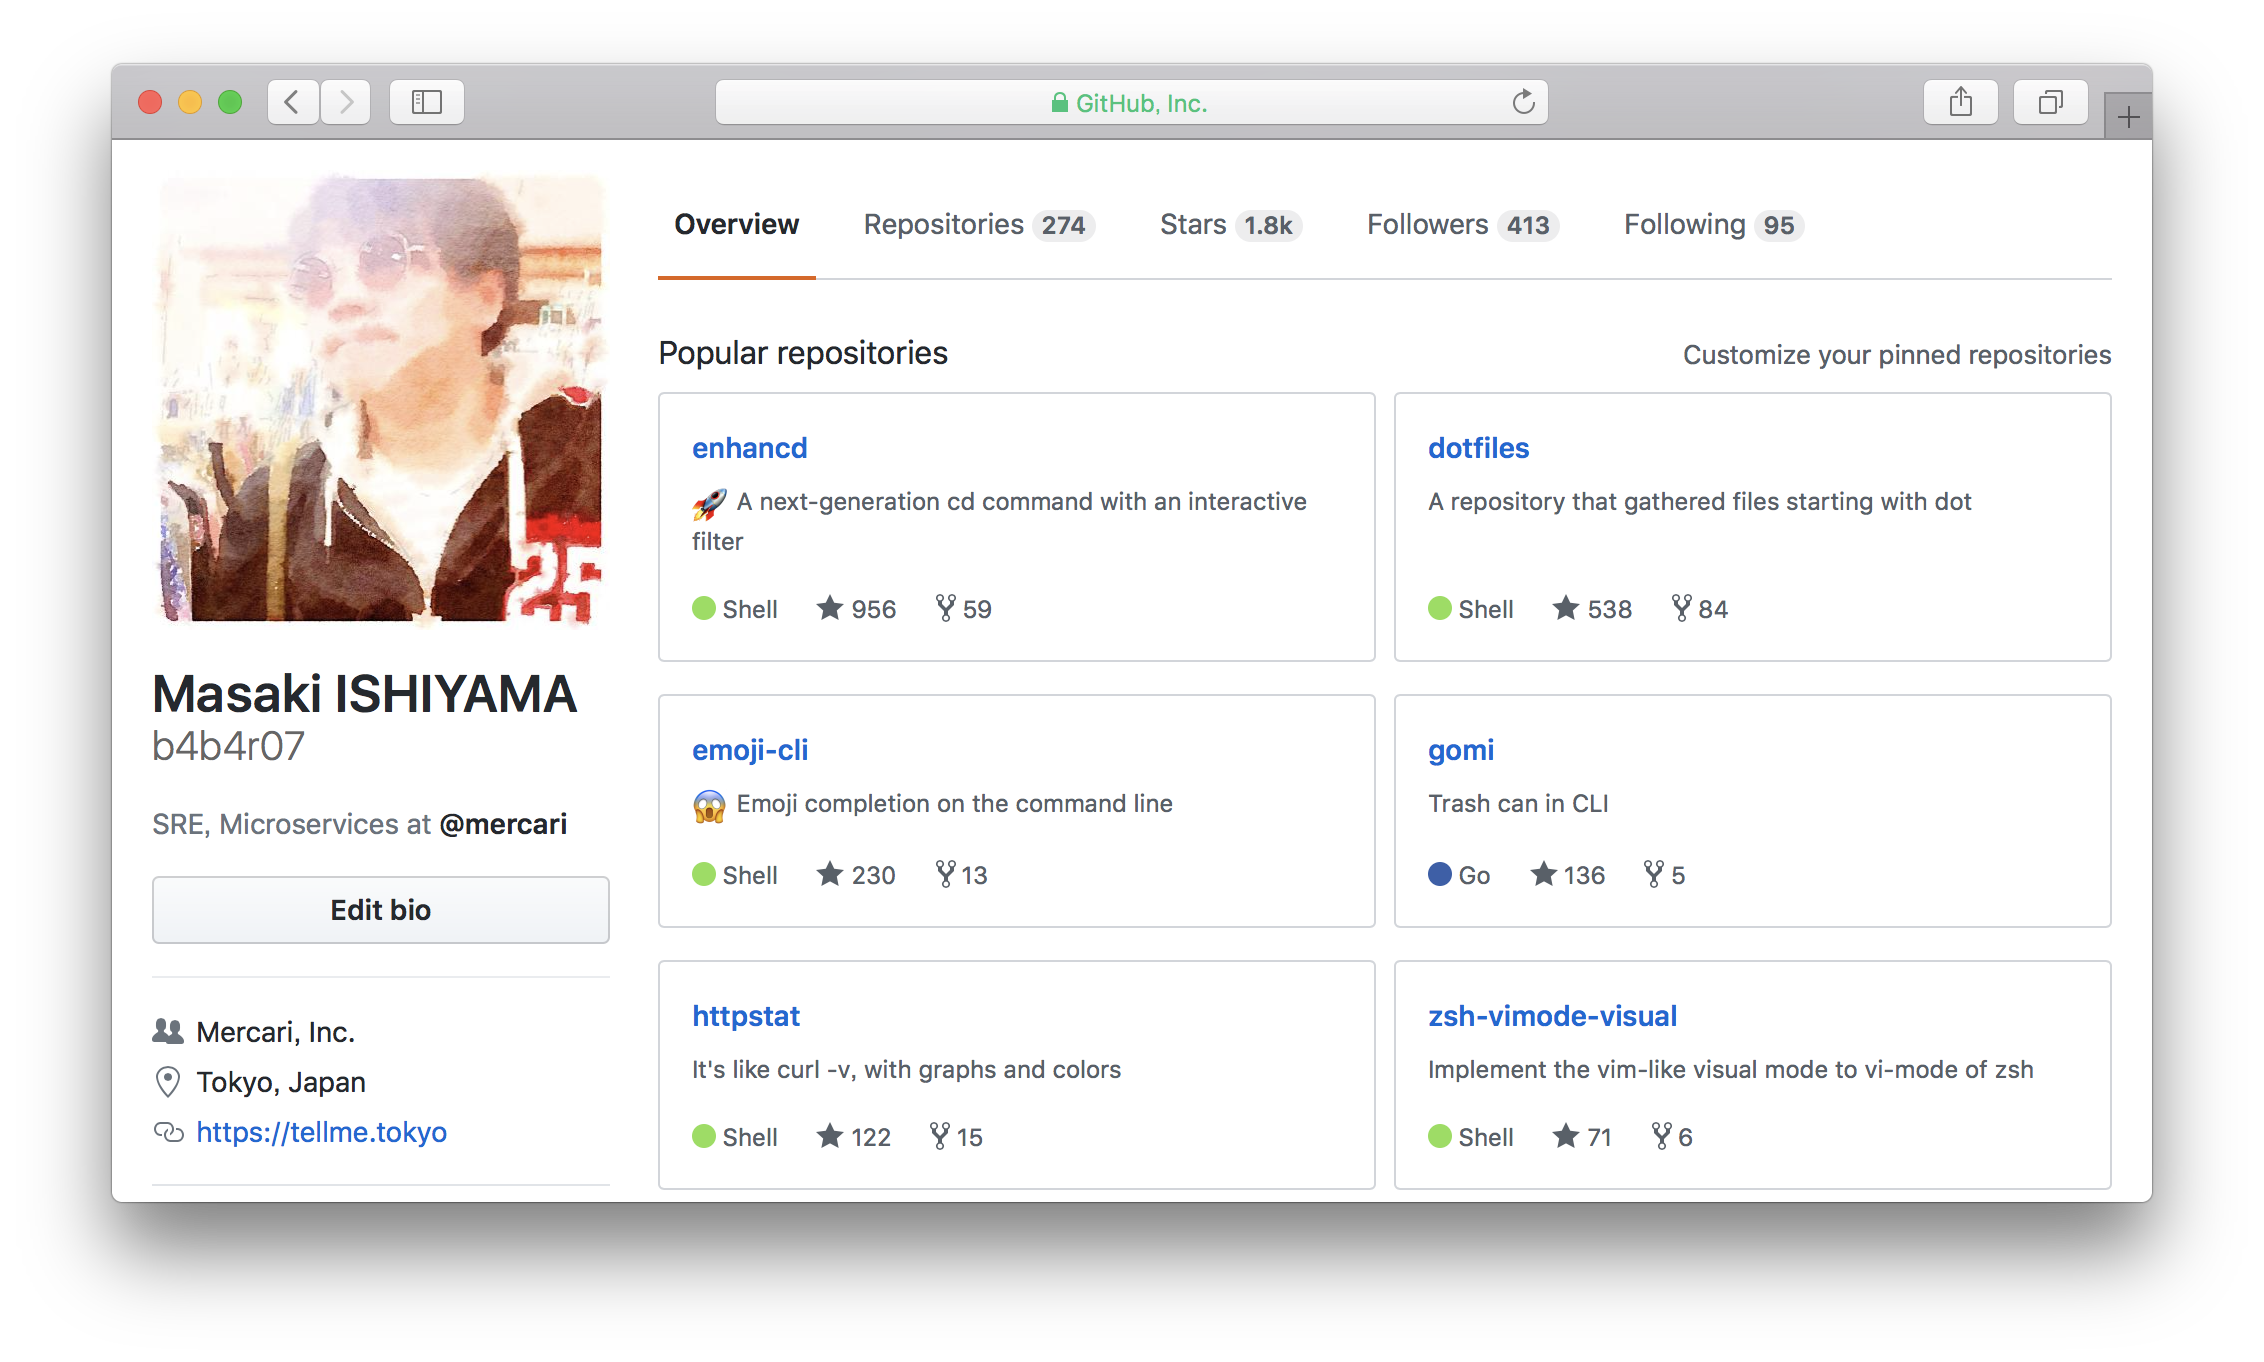 GitHub, Inc.
Overview
Repositories 274
Stars 1.8k
Followers 413
Following 95
Popular repositories
Customize your pinned repositories
enhancd
🚀 A next-generation cd command with an interactive
filter
Shell 956 59
dotfiles
A repository that gathered files starting with dot
Shell 538 84
emoji-cli
😱 Emoji completion on the command line
Shell 230 13
gomi
Trash can in CLI
Go 136 5
httpstat
It's like curl -v, with graphs and colors
Shell 122 15
zsh-vimode-visual
Implement the vim-like visual mode to vi-mode of zsh
Shell 71 6
25
Masaki ISHIYAMA
b4b4r07
SRE, Microservices at @mercari
Edit bio
Mercari, Inc.
Tokyo, Japan
https://tellme.tokyo